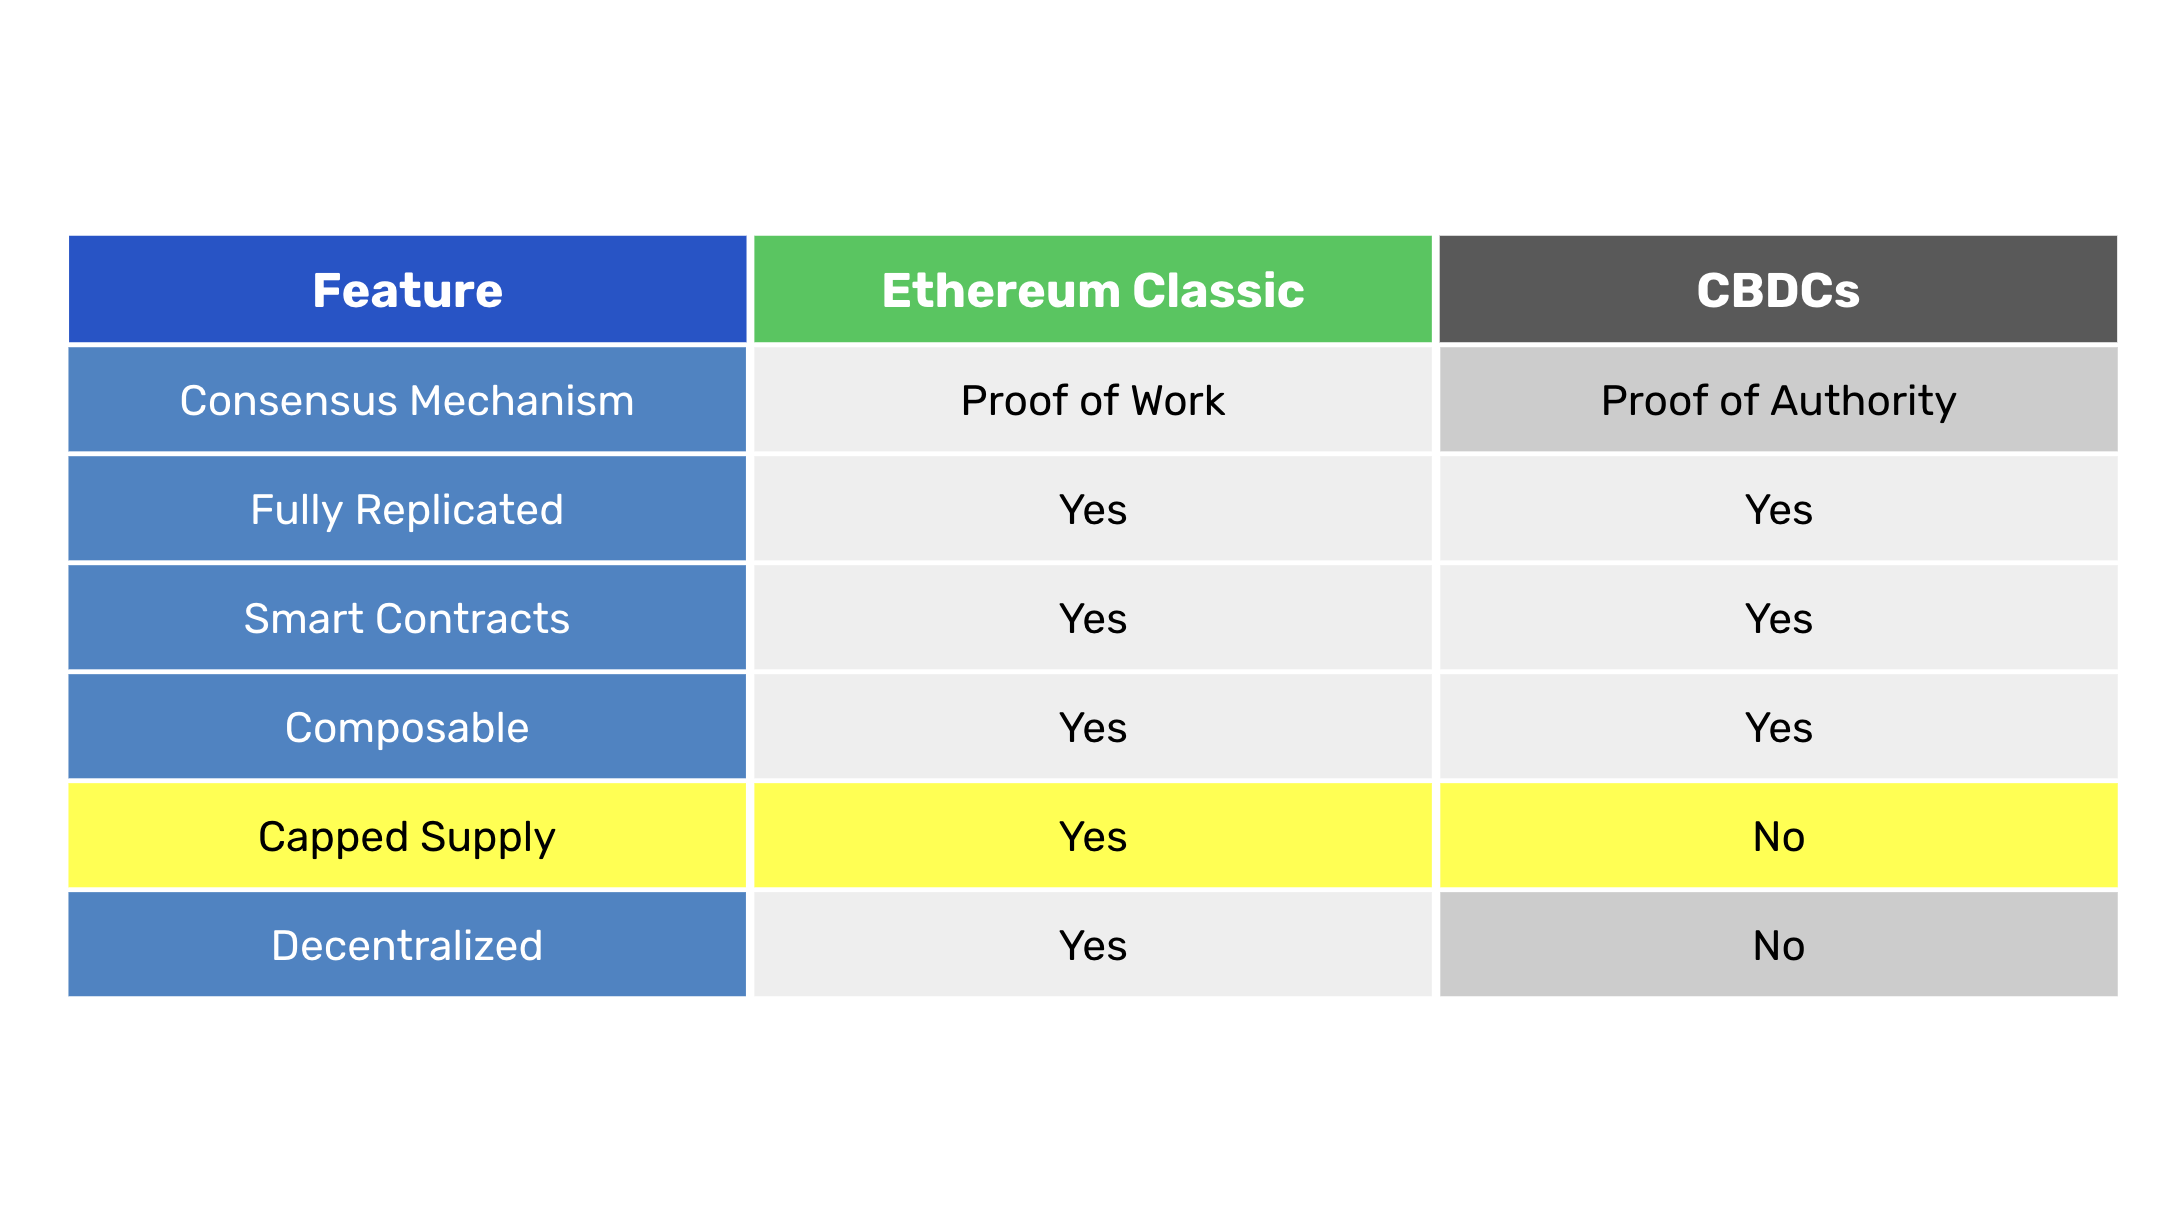 Feature Ethereum Classic CBDCs
Consensus Mechanism Proof of Work Proof of Authority
Fully Replicated Yes Yes
Smart Contracts Yes Yes
Composable Yes Yes
Capped Supply Yes No
Decentralized Yes No